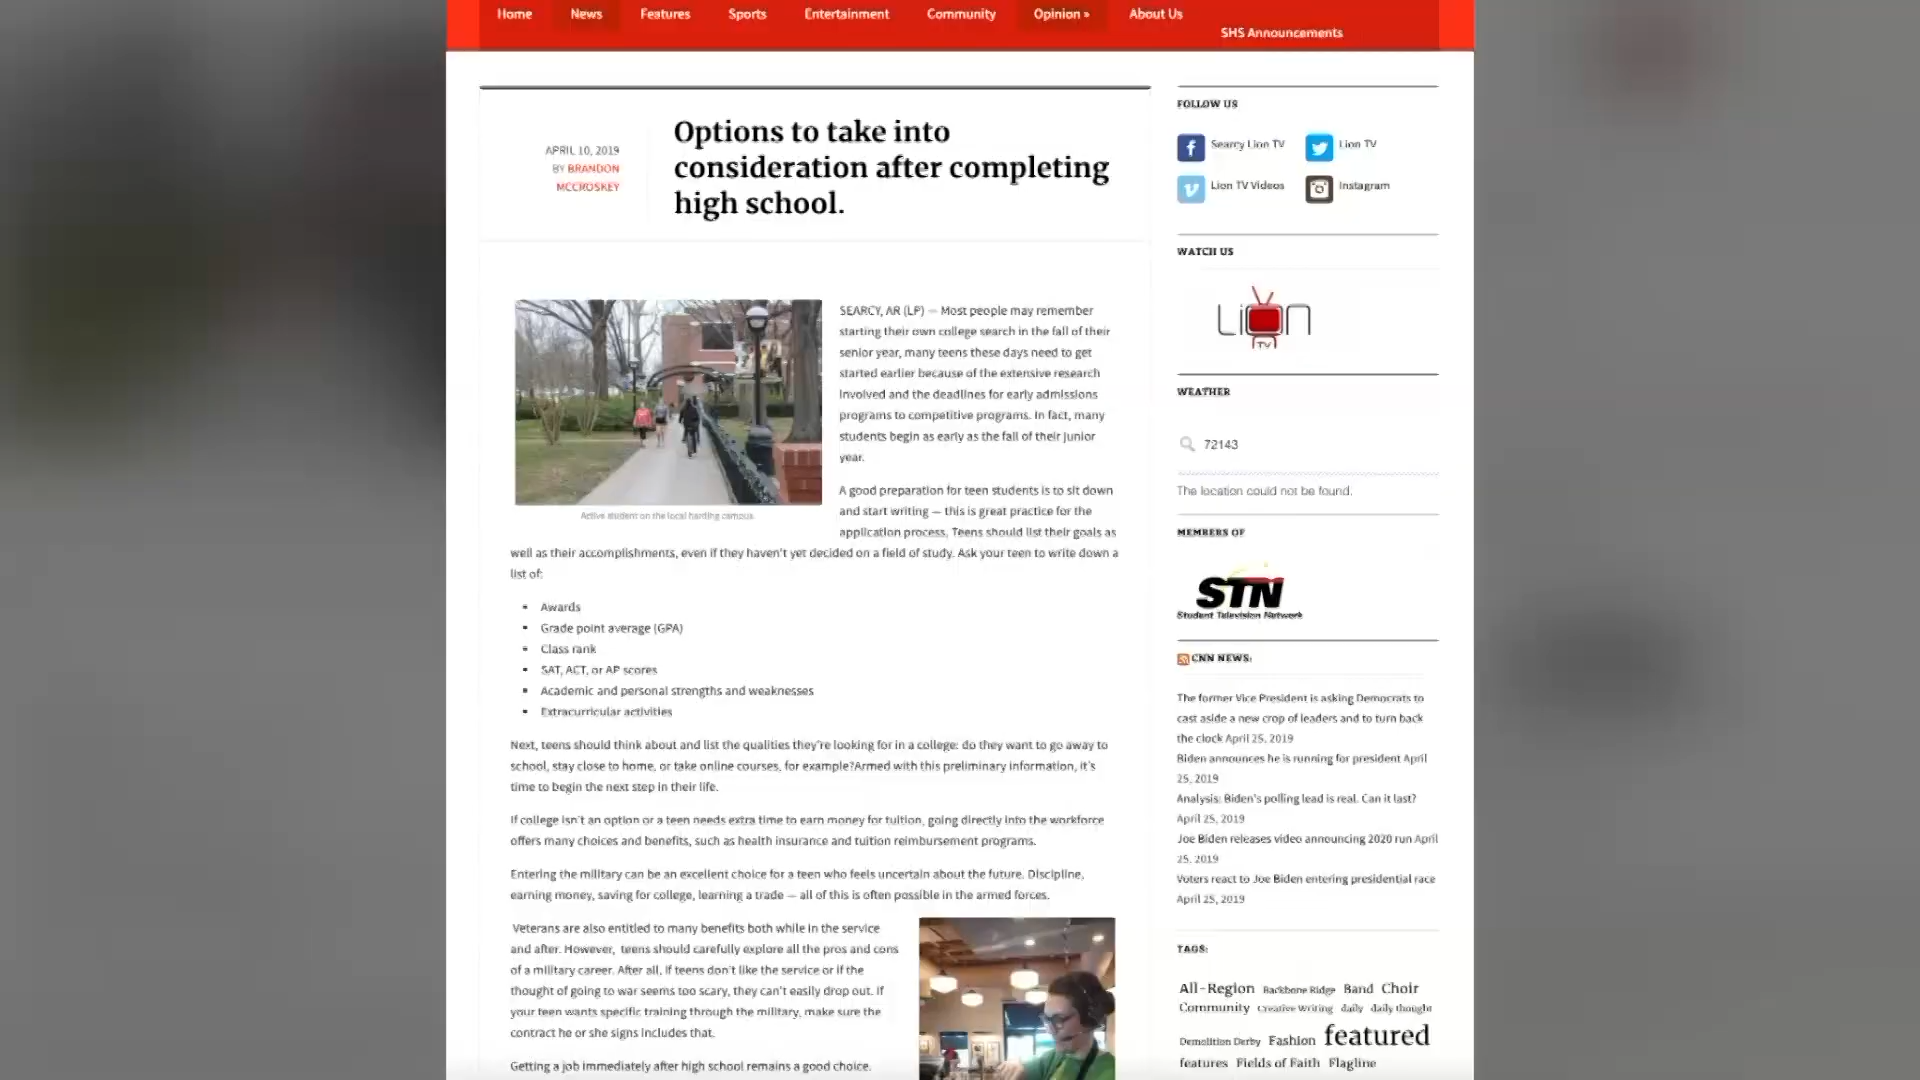 Home News Features Sports Entertainment Community Opinion » About Us
SHS Announcements
APRIL 10, 2019
BY BRANDON
MCCROSKEY
Options to take into
consideration after completing
high school.
Active student on the local harding campus.
SEARCY, AR (LP) — Most people may remember
starting their own college search in the fall of their
senior year, many teens these days need to get
started earlier because of the extensive research
involved and the deadlines for early admissions
programs to competitive programs. In fact, many
students begin as early as the fall of their junior
year.
A good preparation for teen students is to sit down
and start writing — this is great practice for the
application process. Teens should list their goals as
well as their accomplishments, even if they haven't yet decided on a field of study. Ask your teen to write down a
list of:
Awards
Grade point average (GPA)
Class rank
SAT, ACT, or AP scores
Academic and personal strengths and weaknesses
Extracurricular activities
Next, teens should think about and list the qualities they're looking for in a college: do they want to go away to
school, stay close to home, or take online courses, for example?Armed with this preliminary information, it's
time to begin the next step in their life.
If college isn't an option or a teen needs extra time to earn money for tuition, going directly into the workforce
offers many choices and benefits, such as health insurance and tuition reimbursement programs.
Entering the military can be an excellent choice for a teen who feels uncertain about the future. Discipline,
earning money, saving for college, learning a trade — all of this is often possible in the armed forces.
Veterans are also entitled to many benefits both while in the service
and after. However, teens should carefully explore all the pros and cons
of a military career. After all, if teens don't like the service or if the
thought of going to war seems too scary, they can't easily drop out. If
your teen wants specific training through the military, make sure the
contract he or she signs includes that.
Getting a job immediately after high school remains a good choice.
FOLLOW US
Searcy Lion TV Lion TV
Lion TV Videos Instagram
WATCH US
LION
TV
WEATHER
72143
The location could not be found.
MEMBERS OF
STN
Student Television Network
CNN NEWS:
The former Vice President is asking Democrats to
cast aside a new crop of leaders and to turn back
the clock April 25, 2019
Biden announces he is running for president April
25, 2019
Analysis: Biden's polling lead is real. Can it last?
April 25, 2019
Joe Biden releases video announcing 2020 run April
25, 2019
Voters react to Joe Biden entering presidential race
April 25, 2019
TAGS:
All-Region Backbone Ridge Band Choir
Community Creative Writing daily daily thought
Demolition Derby Fashion featured
features Fields of Faith Flagline